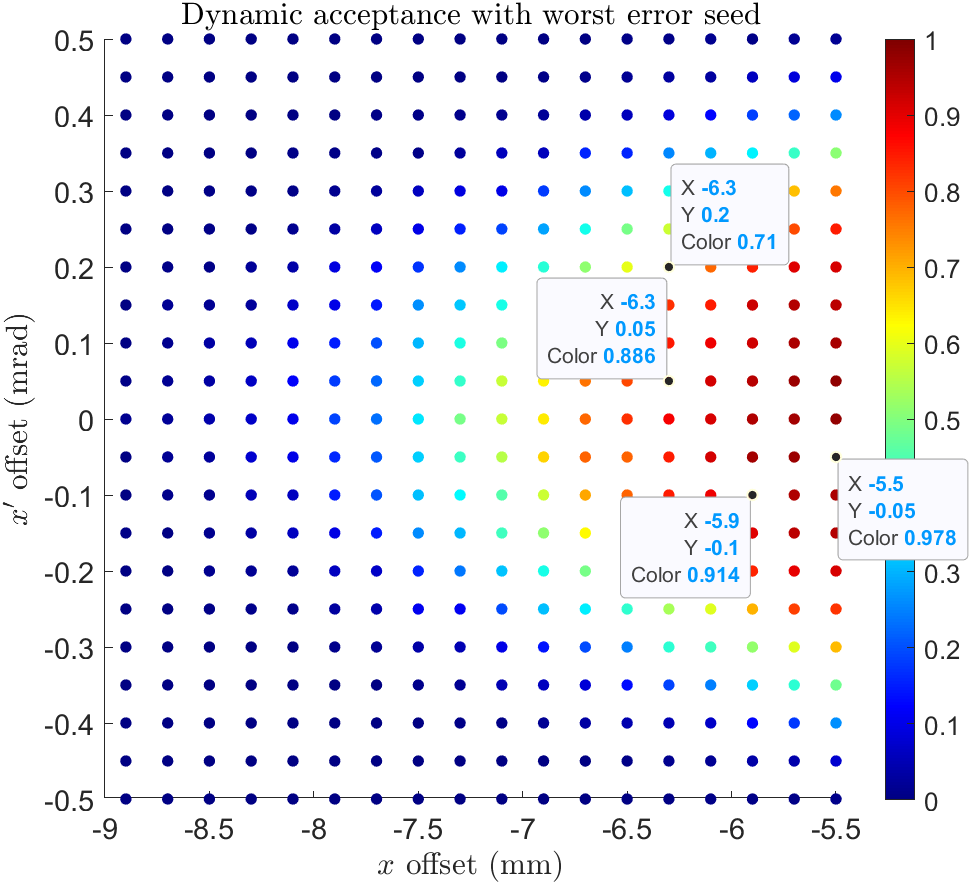 Dynamic acceptance with worst error seed
0.5
0.4
0.3
0.2
0.1
0
-0.1
-0.2
-0.3
-0.4
-0.5
x′ offset (mrad)
X -6.3
Y 0.2
Color 0.71
X -6.3
Y 0.05
Color 0.886
X -5.9
Y -0.1
Color 0.914
X -5.5
Y -0.05
Color 0.978
1
0.9
0.8
0.7
0.6
0.5
0.3
0.2
0.1
0
-9
-8.5
-8
-7.5
-7
-6.5
-6
-5.5
x offset (mm)